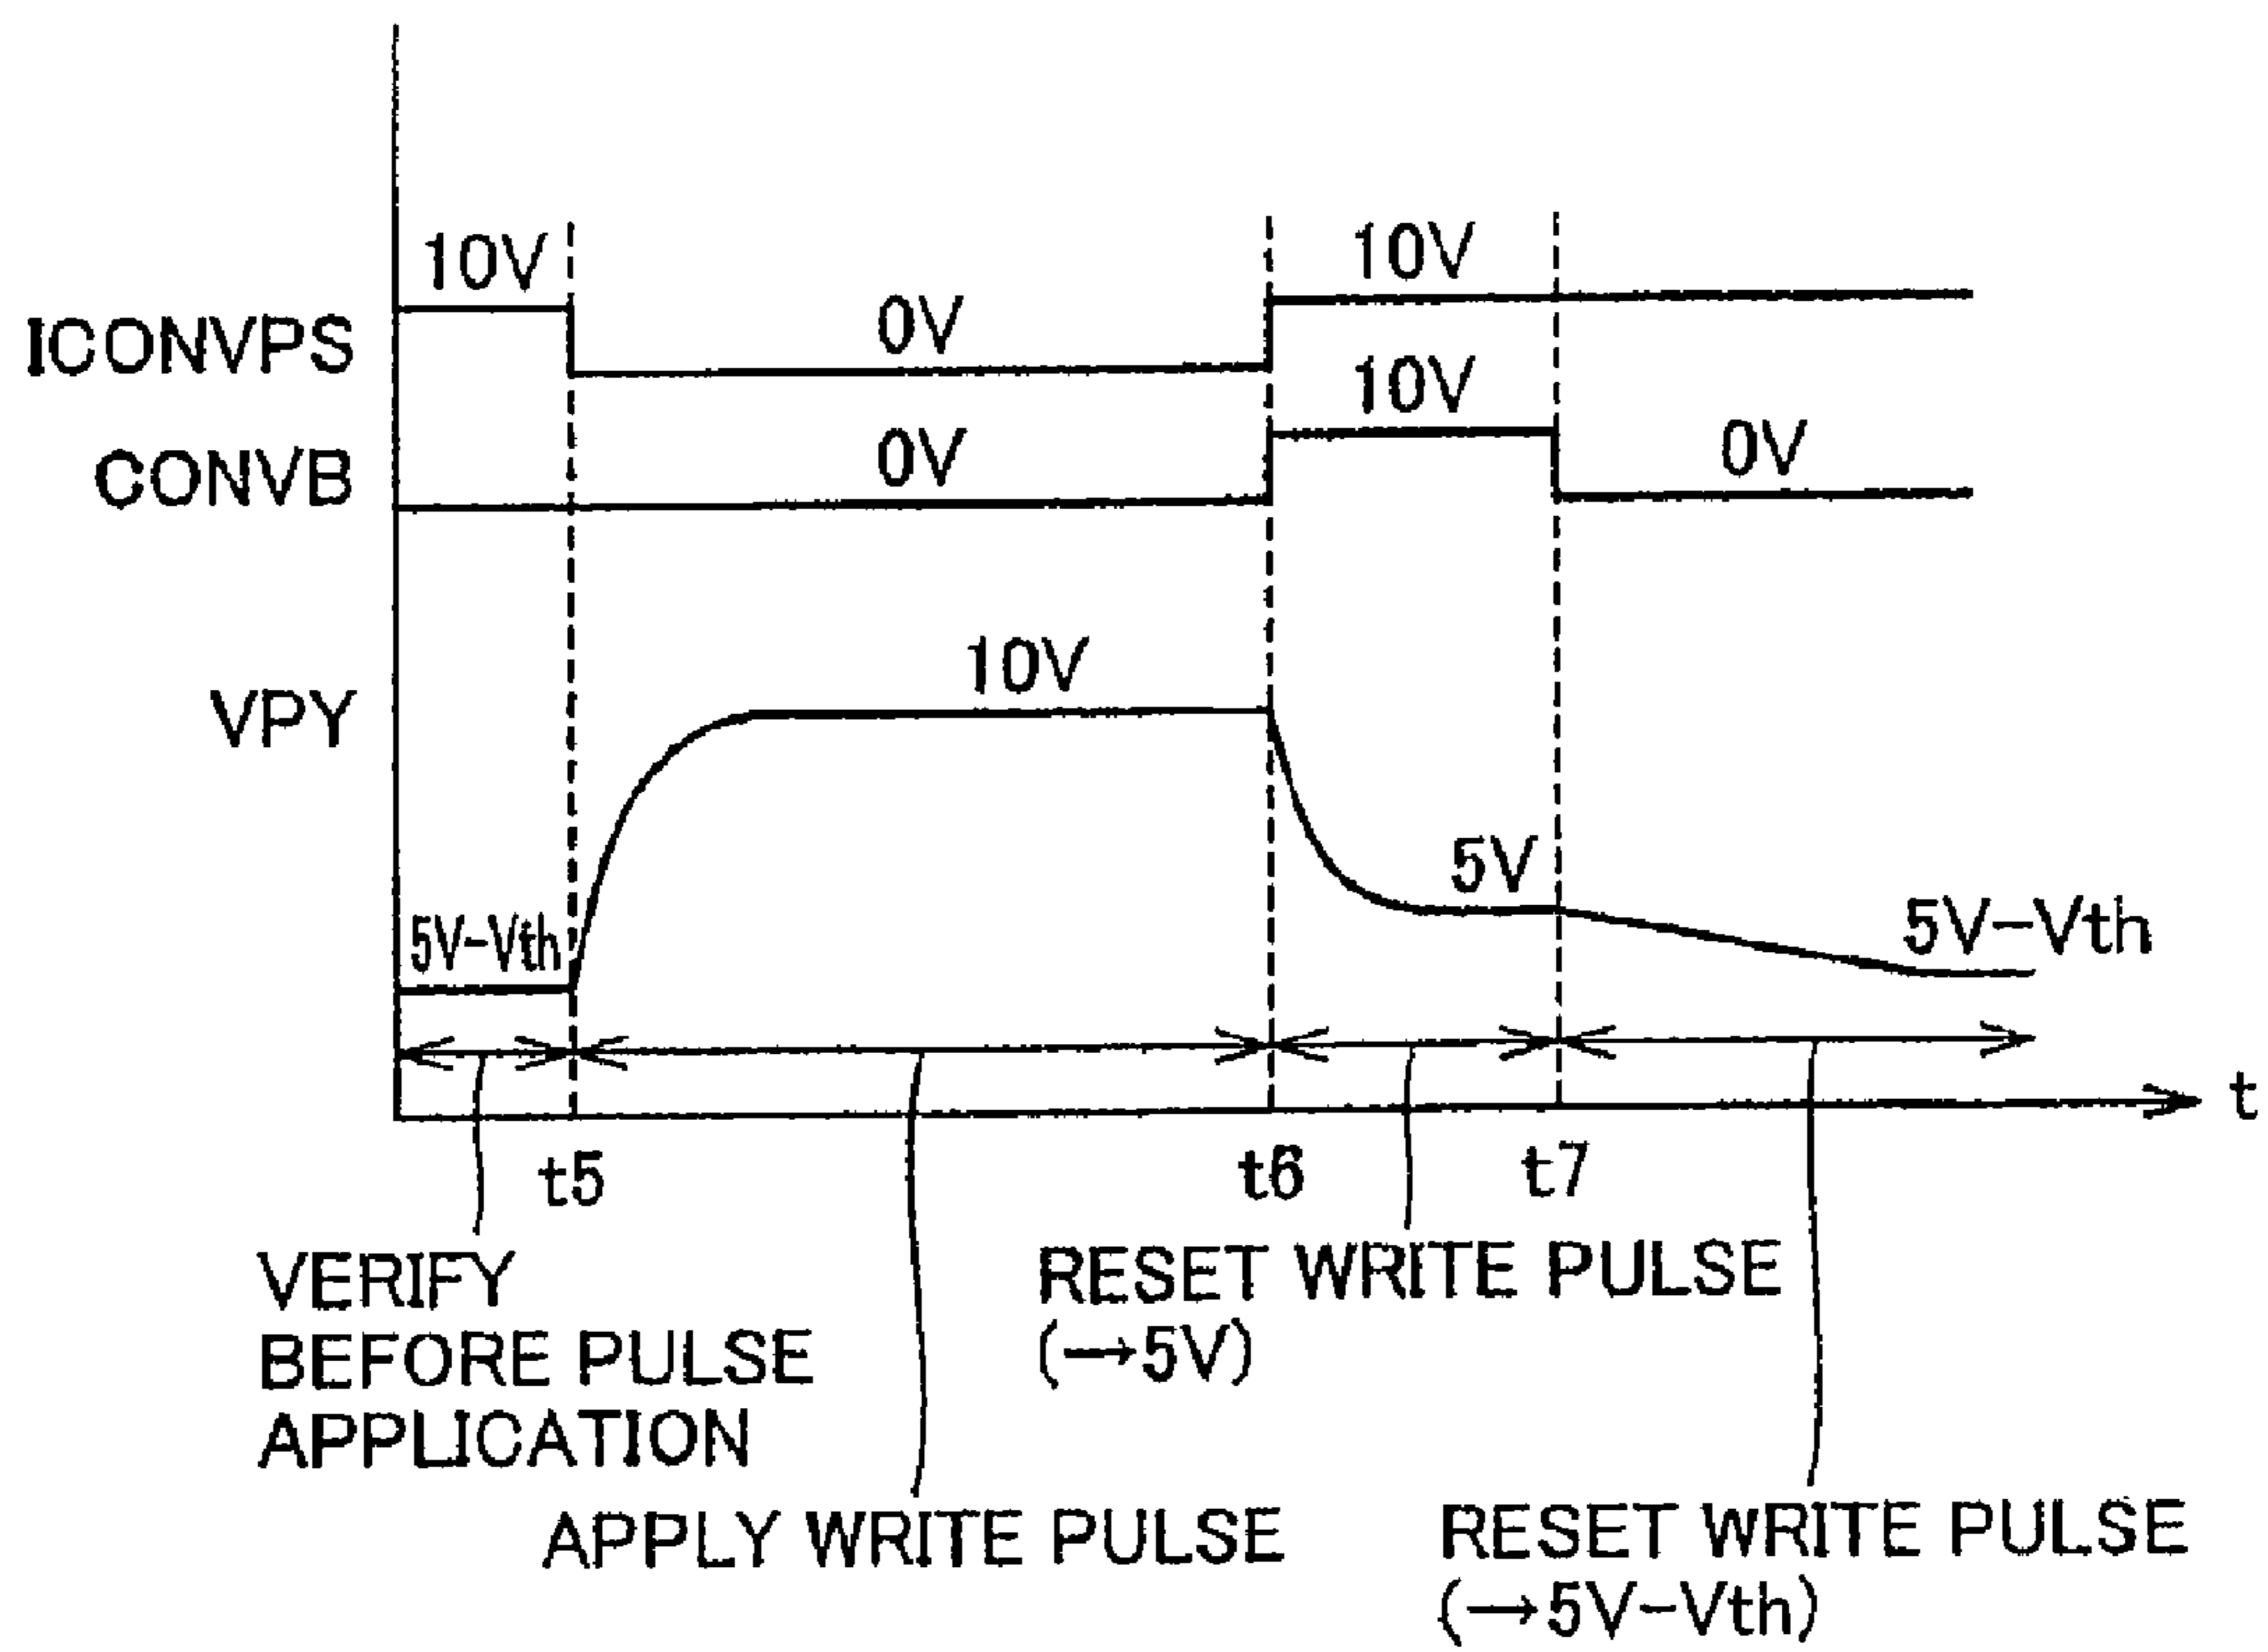 10V
10V
ICONVPS
0V
10V
CONVB
0V
0V
VPY
10V
5V
5V-Vth
5V-Vth
t
t5
t6
t7
VERIFY
BEFORE PULSE
APPLICATION
RESET WRITE PULSE
(→5V)
APPLY WRITE PULSE
RESET WRITE PULSE
(→5V-Vth)